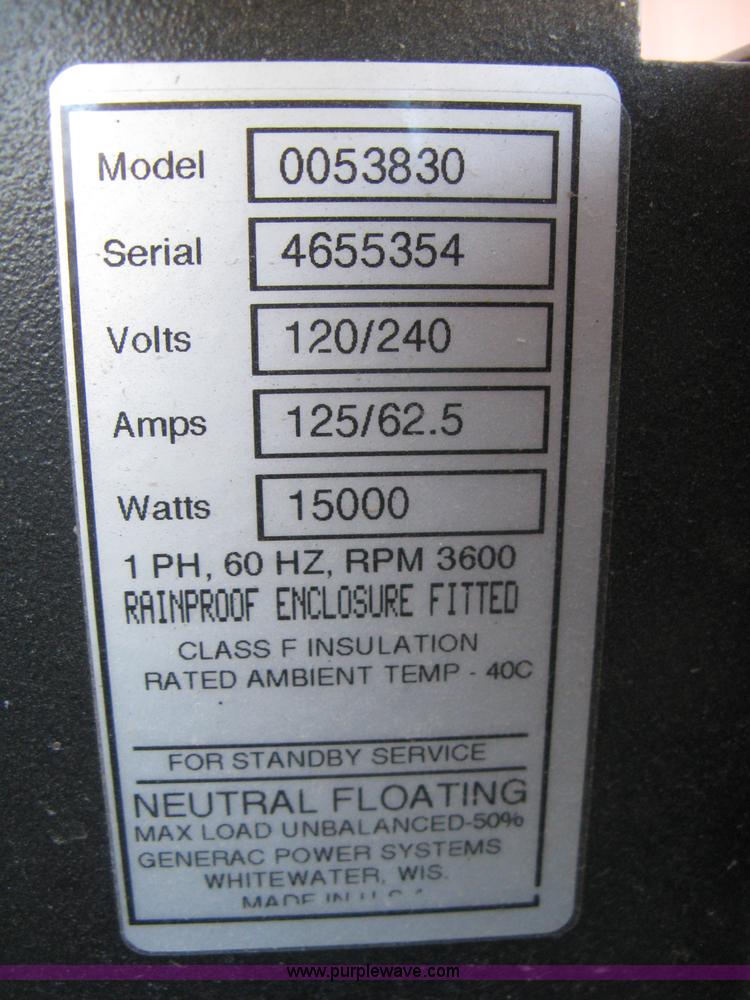 Model 0053830
Serial 4655354
Volts 120/240
Amps 125/62.5
Watts 15000
1 PH, 60 HZ, RPM 3600
RAINPROOF ENCLOSURE FITTED
CLASS F INSULATION
RATED AMBIENT TEMP - 40C
FOR STANDBY SERVICE
NEUTRAL FLOATING
MAX LOAD UNBALANCED-50%
GENERAC POWER SYSTEMS
WHITEWATER, WIS.
MADE IN U.S.A
www.purplewave.com